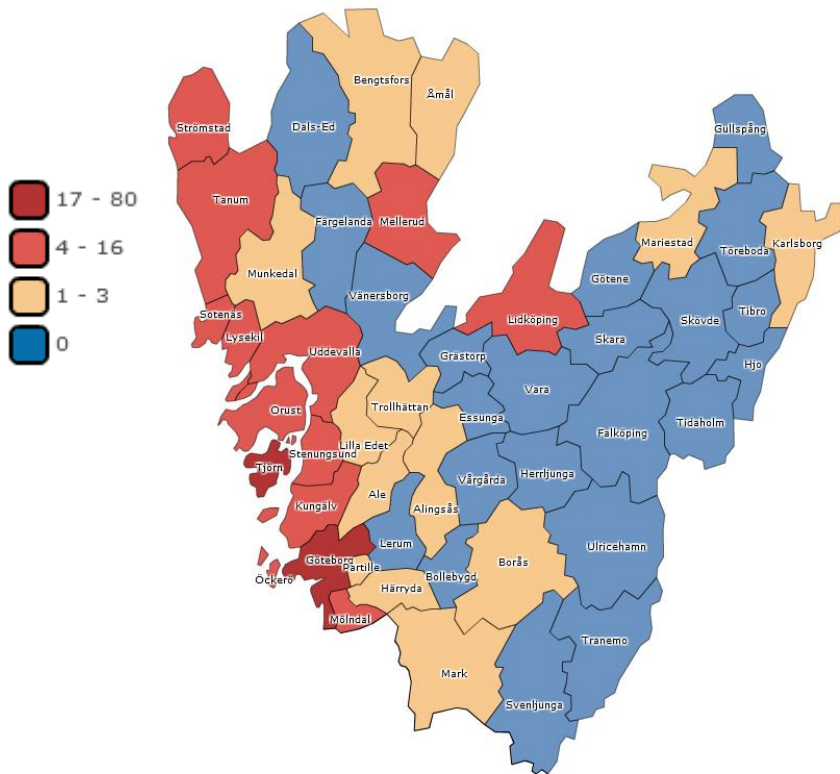 Bengtsfors
Åmål
Strömstad
Dals-Ed
Gullspång
17 - 80
4 - 16
1 - 3
0
Tanum
Färgelanda
Mellerud
Mariestad
Töreboda
Karlsborg
Munkedal
Götene
Vänersborg
Sotenäs
Lysekil
Lidköping
Skövde
Tibro
Uddevalla
Grästorp
Skara
Hjo
Vara
Orust
Trollhättan
Essunga
Tidaholm
Falköping
Lilla Edet
Stenungsund
Tjörn
Ale
Vårgårda
Herrljunga
Kungälv
Alingsås
Lerum
Ulricehamn
Göteborg
Partille
Borås
Öckerö
Bollebygd
Härryda
Mölndal
Tranemo
Mark
Svenljunga